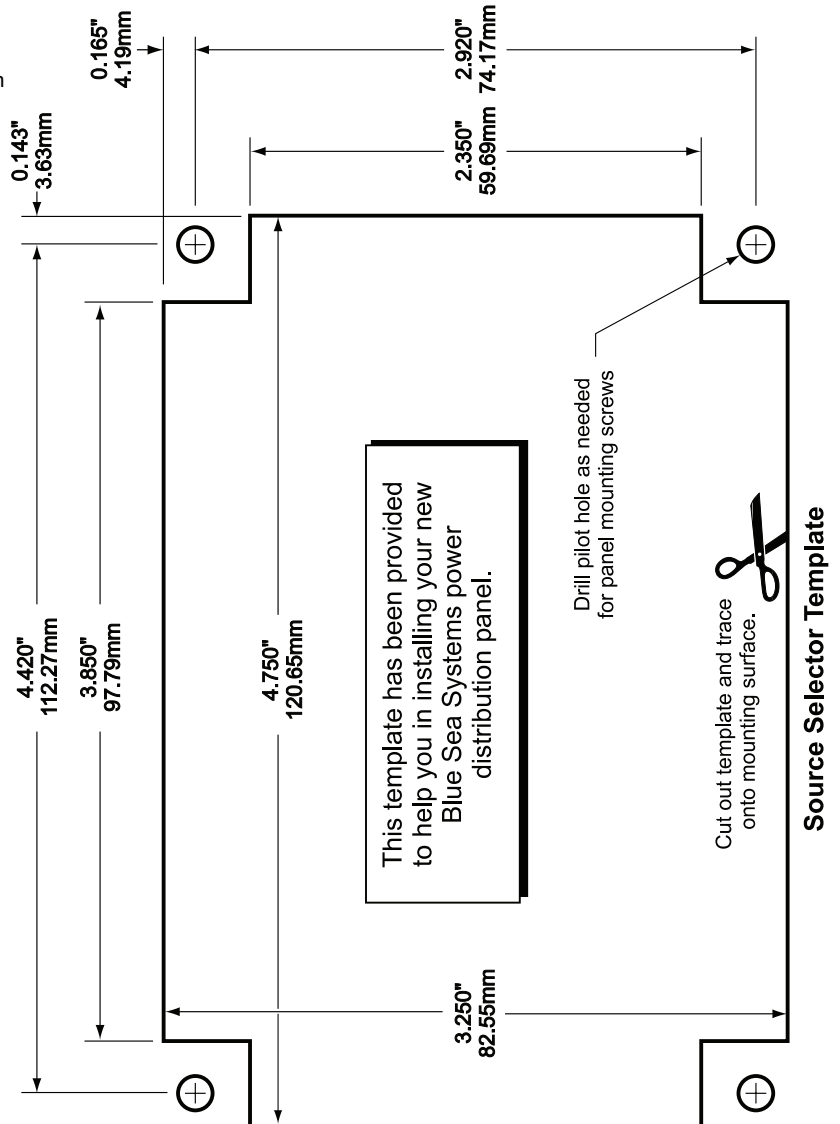 0.165"
4.19mm
0.143"
3.63mm
2.920"
74.17mm
2.350"
59.69mm
4.420"
112.27mm
3.850"
97.79mm
4.750"
120.65mm
3.250"
82.55mm
This template has been provided
to help you in installing your new
Blue Sea Systems power
distribution panel.
Drill pilot hole as needed
for panel mounting screws
Cut out template and trace
onto mounting surface.
Source Selector Template